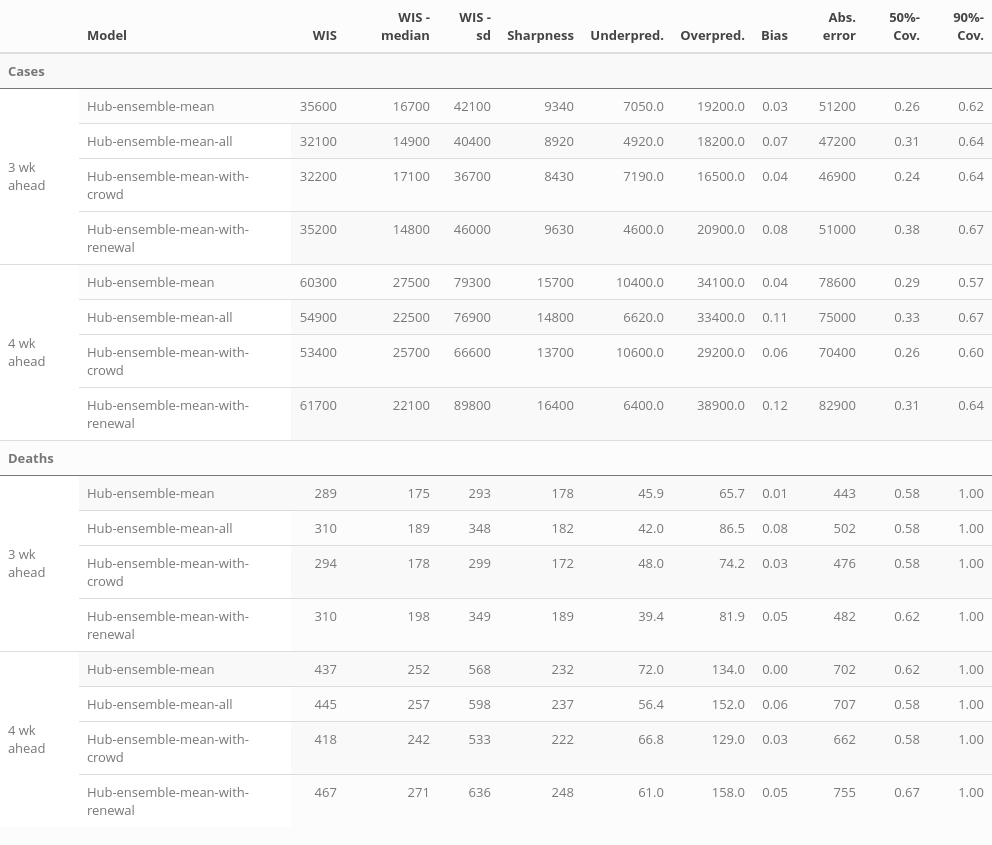 Model WIS WIS - median WIS - sd Sharpness Underpred. Overpred. Bias Abs. error 50%-Cov. 90%-Cov.
Cases
3 wk ahead
Hub-ensemble-mean 35600 16700 42100 9340 7050.0 19200.0 0.03 51200 0.26 0.62
Hub-ensemble-mean-all 32100 14900 40400 8920 4920.0 18200.0 0.07 47200 0.31 0.64
Hub-ensemble-mean-with-crowd 32200 17100 36700 8430 7190.0 16500.0 0.04 46900 0.24 0.64
Hub-ensemble-mean-with-renewal 35200 14800 46000 9630 4600.0 20900.0 0.08 51000 0.38 0.67
4 wk ahead
Hub-ensemble-mean 60300 27500 79300 15700 10400.0 34100.0 0.04 78600 0.29 0.57
Hub-ensemble-mean-all 54900 22500 76900 14800 6620.0 33400.0 0.11 75000 0.33 0.67
Hub-ensemble-mean-with-crowd 53400 25700 66600 13700 10600.0 29200.0 0.06 70400 0.26 0.60
Hub-ensemble-mean-with-renewal 61700 22100 89800 16400 6400.0 38900.0 0.12 82900 0.31 0.64
Deaths
3 wk ahead
Hub-ensemble-mean 289 175 293 178 45.9 65.7 0.01 443 0.58 1.00
Hub-ensemble-mean-all 310 189 348 182 42.0 86.5 0.08 502 0.58 1.00
Hub-ensemble-mean-with-crowd 294 178 299 172 48.0 74.2 0.03 476 0.58 1.00
Hub-ensemble-mean-with-renewal 310 198 349 189 39.4 81.9 0.05 482 0.62 1.00
4 wk ahead
Hub-ensemble-mean 437 252 568 232 72.0 134.0 0.00 702 0.62 1.00
Hub-ensemble-mean-all 445 257 598 237 56.4 152.0 0.06 707 0.58 1.00
Hub-ensemble-mean-with-crowd 418 242 533 222 66.8 129.0 0.03 662 0.58 1.00
Hub-ensemble-mean-with-renewal 467 271 636 248 61.0 158.0 0.05 755 0.67 1.00